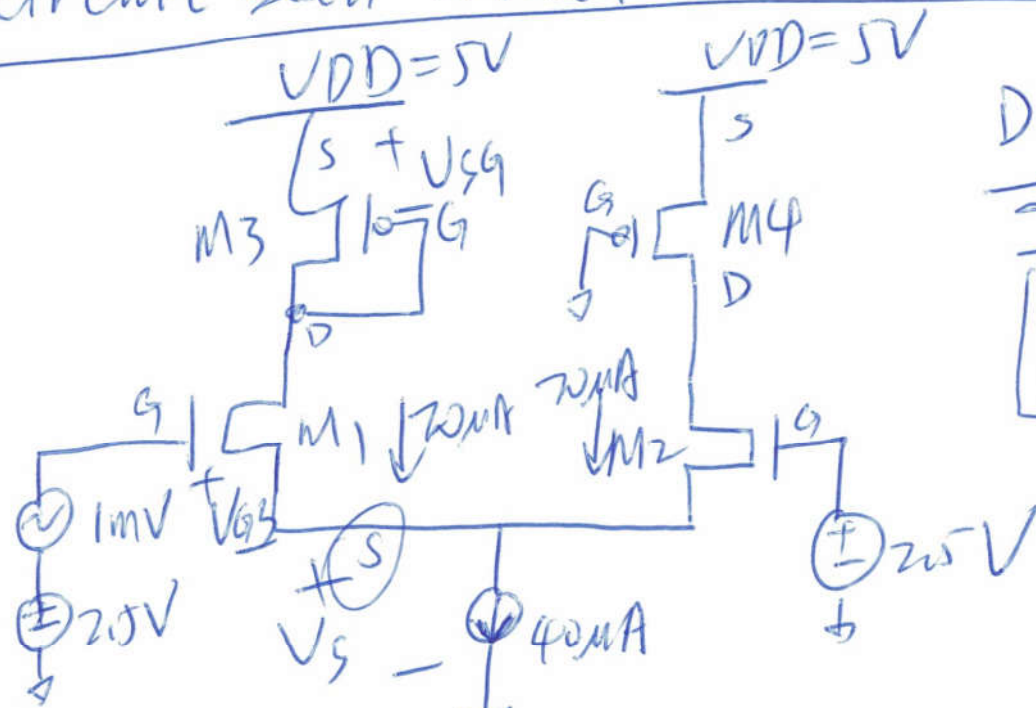 VDD=5V VDD=5V
S + VSG S D
M3 G G M4
D D
G M1 20μA 20μA M2 G
1mV + VGS
2.5V + S 2.5V
VS - 40μA